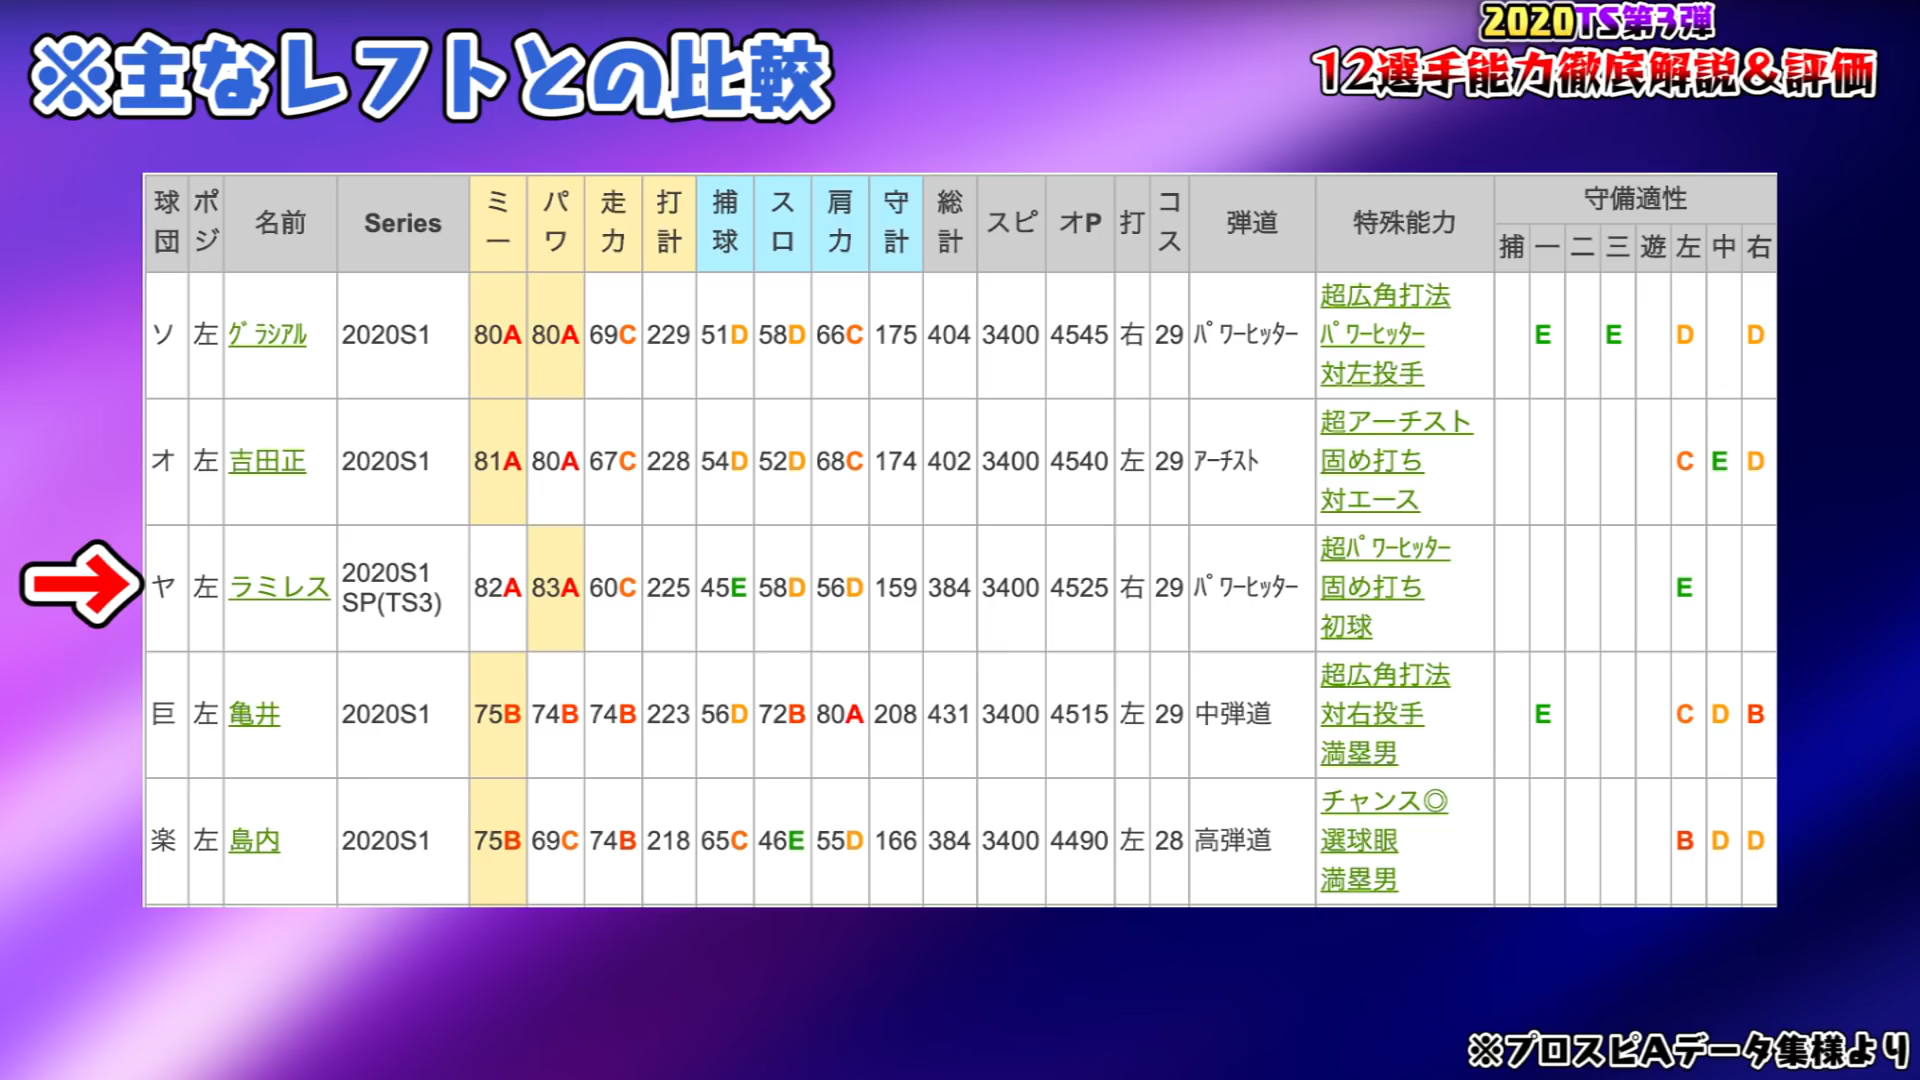 2020TS第3弾
※主なレフトとの比較
12選手能力徹底解説&評価
球団 ポジ 名前 Series ミー パワ 走力 打計 捕球 スロ 肩力 守計 総計 スピ オP 打 コス 弾道 特殊能力 守備適性
捕 一 二 三 遊 左 中 右
超広角打法
ソ 左 ｸﾞﾗｼｱﾙ 2020S1 80A 80A 69C 229 51D 58D 66C 175 404 3400 4545 右 29 ﾊﾟﾜｰﾋｯﾀｰ ﾊﾟﾜｰﾋｯﾀｰ E E D D
対左投手
超アーチスト
オ 左 吉田正 2020S1 81A 80A 67C 228 54D 52D 68C 174 402 3400 4540 左 29 ｱｰﾁｽﾄ 固め打ち C E D
対エース
超ﾊﾟﾜｰﾋｯﾀｰ
ヤ 左 ラミレス 2020S1 SP(TS3) 82A 83A 60C 225 45E 58D 56D 159 384 3400 4525 右 29 ﾊﾟﾜｰﾋｯﾀｰ 固め打ち E
初球
超広角打法
巨 左 亀井 2020S1 75B 74B 74B 223 56D 72B 80A 208 431 3400 4515 左 29 中弾道 対右投手 E C D B
満塁男
チャンス◎
楽 左 島内 2020S1 75B 69C 74B 218 65C 46E 55D 166 384 3400 4490 左 28 高弾道 選球眼 B D D
満塁男
※プロスピAデータ集様より